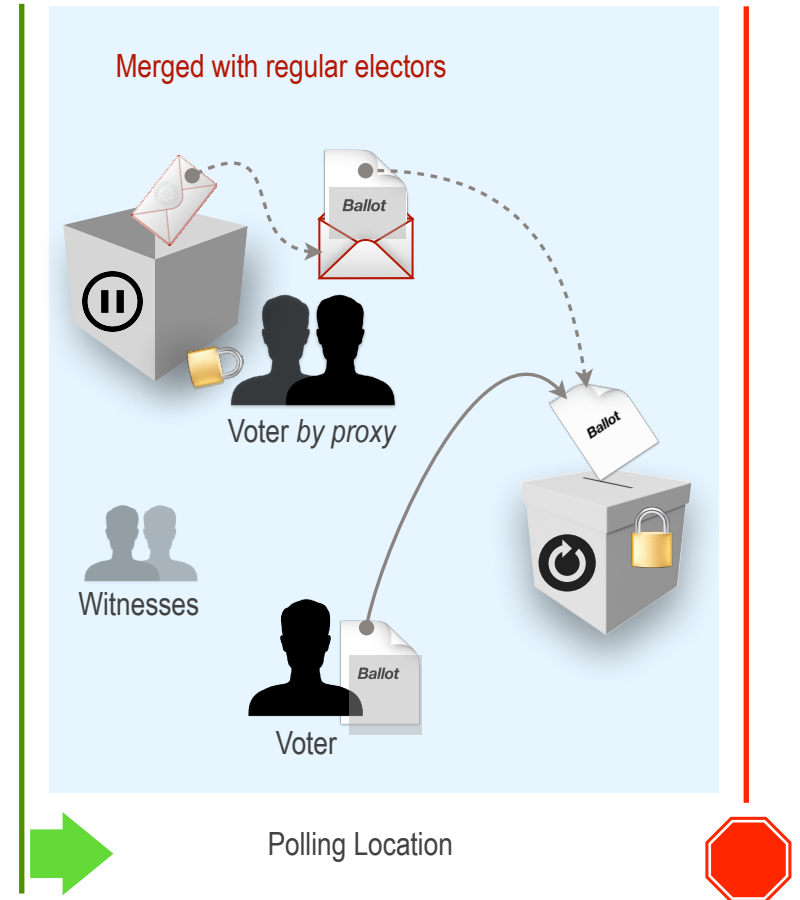 Merged with regular electors
Ballot
Voter by proxy
Ballot
Witnesses
Ballot
Voter
Polling Location